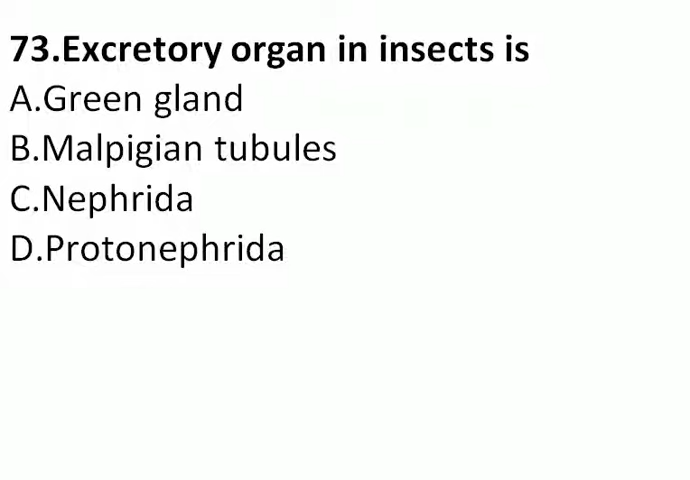 73.Excretory organ in insects is
A.Green gland
B.Malpigian tubules
C.Nephrida
D.Protonephrida